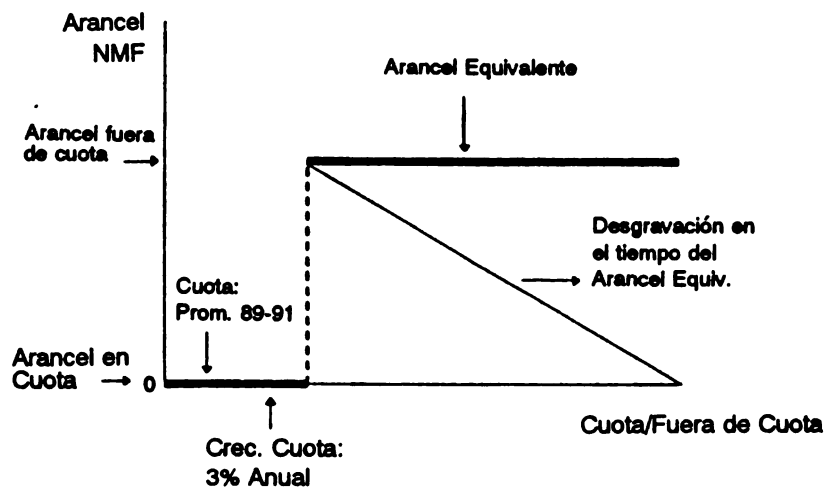 Arancel
NMF
Arancel Equivalente
Arancel fuera
de cuota
Desgravación en
el tiempo del
Arancel Equiv.
Cuota:
Prom. 89-91
Arancel en
Cuota
0
Cuota/Fuera de Cuota
Crec. Cuota:
3% Anual